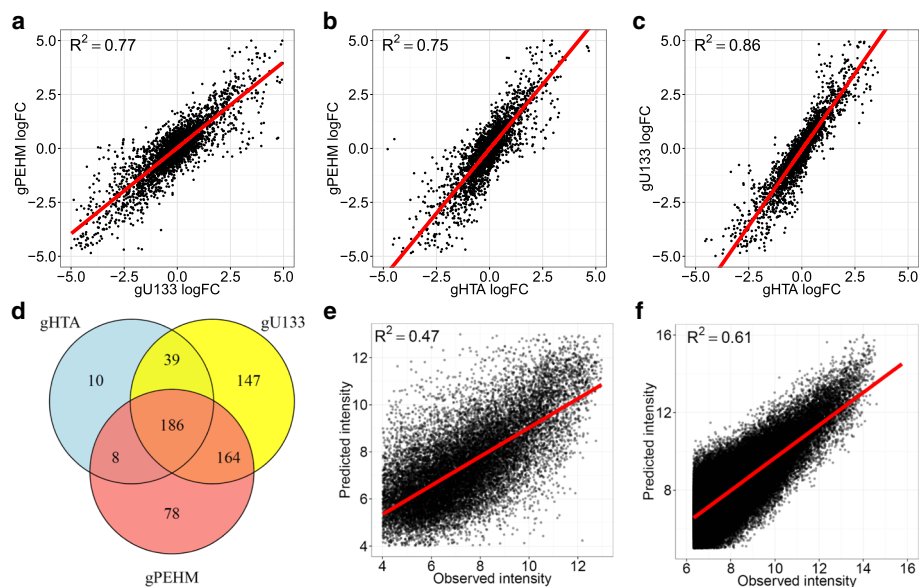 a
R² = 0.77
5.0
2.5
0.0
−2.5
−5.0
gPEHM logFC
−5.0 −2.5 0.0 2.5 5.0
gU133 logFC
b
R² = 0.75
5.0
2.5
0.0
−2.5
−5.0
gPEHM logFC
−5.0 −2.5 0.0 2.5 5.0
gHTA logFC
c
R² = 0.86
5.0
2.5
0.0
−2.5
−5.0
gU133 logFC
−5.0 −2.5 0.0 2.5 5.0
gHTA logFC
d
gHTA
gU133
39
10
147
186
8
164
78
gPEHM
e
R² = 0.47
12
10
8
6
4
Predicted intensity
4 6 8 10 12
Observed intensity
f
R² = 0.61
16
12
8
Predicted intensity
8 10 12 14 16
Observed intensity